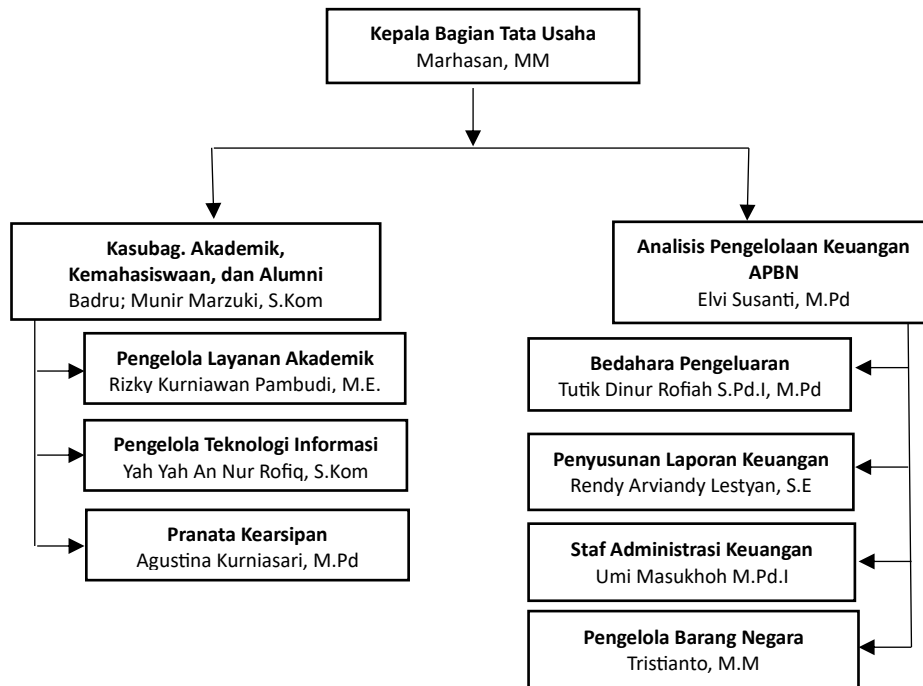 Kepala Bagian Tata Usaha
Marhasan, MM
Kasubag. Akademik,
Kemahasiswaan, dan Alumni
Badru; Munir Marzuki, S.Kom
Pengelola Layanan Akademik
Rizky Kurniawan Pambudi, M.E.
Pengelola Teknologi Informasi
Yah Yah An Nur Rofiq, S.Kom
Pranata Kearsipan
Agustina Kurniasari, M.Pd
Analisis Pengelolaan Keuangan
APBN
Elvi Susanti, M.Pd
Bedahara Pengeluaran
Tutik Dinur Rofiah S.Pd.I, M.Pd
Penyusunan Laporan Keuangan
Rendy Arviandy Lestyan, S.E
Staf Administrasi Keuangan
Umi Masukhoh M.Pd.I
Pengelola Barang Negara
Tristianto, M.M